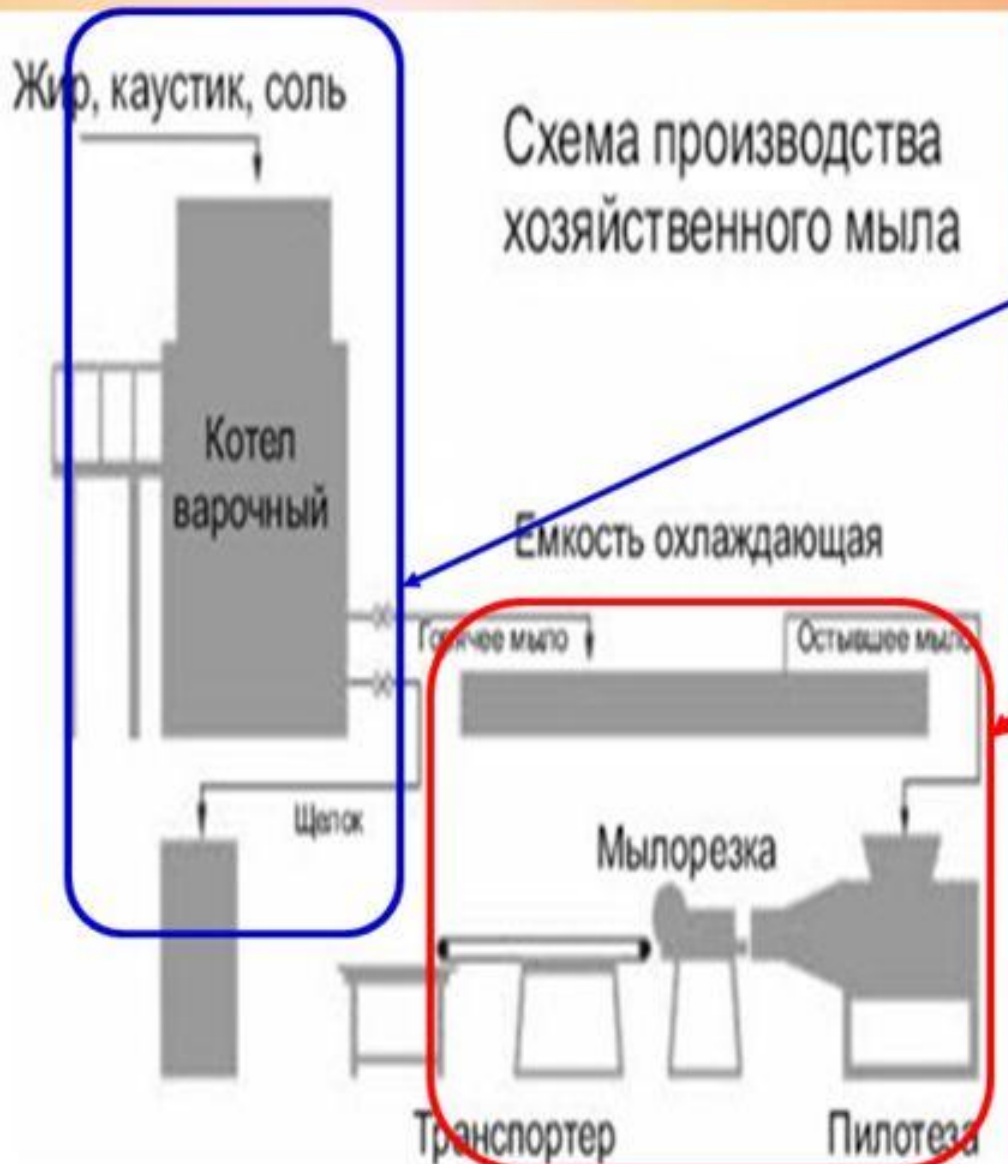 Жир, каустик, соль
Схема производства
хозяйственного мыла
Котел
варочный
Емкость охлаждающая
Горячее мыло
Остывшее мыло
Щелок
Мылорезка
Транспортер
Пилотеза